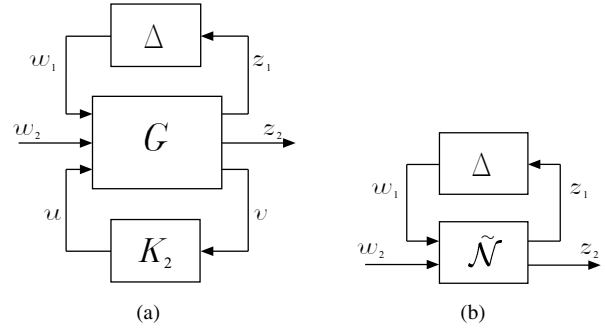 Δ
w₁ z₁
w₂ G z₂
u v
K₂
(a)
Δ
w₁ z₁
w₂ Ñ z₂
(b)